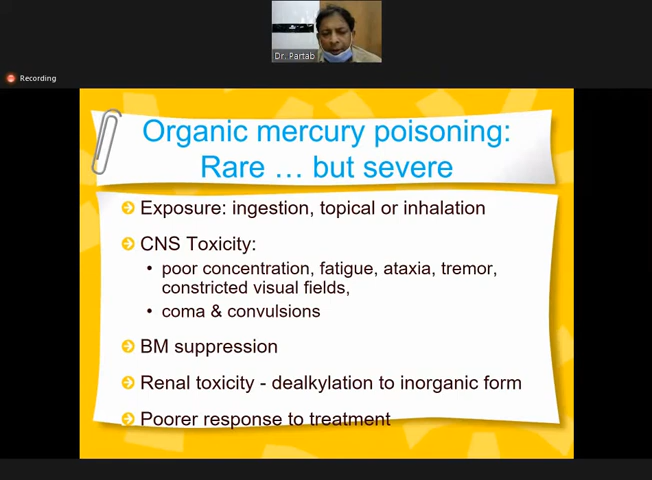 Dr. Partab
Recording
Organic mercury poisoning:
Rare … but severe
Exposure: ingestion, topical or inhalation
CNS Toxicity:
• poor concentration, fatigue, ataxia, tremor,
constricted visual fields,
• coma & convulsions
BM suppression
Renal toxicity - dealkylation to inorganic form
Poorer response to treatment